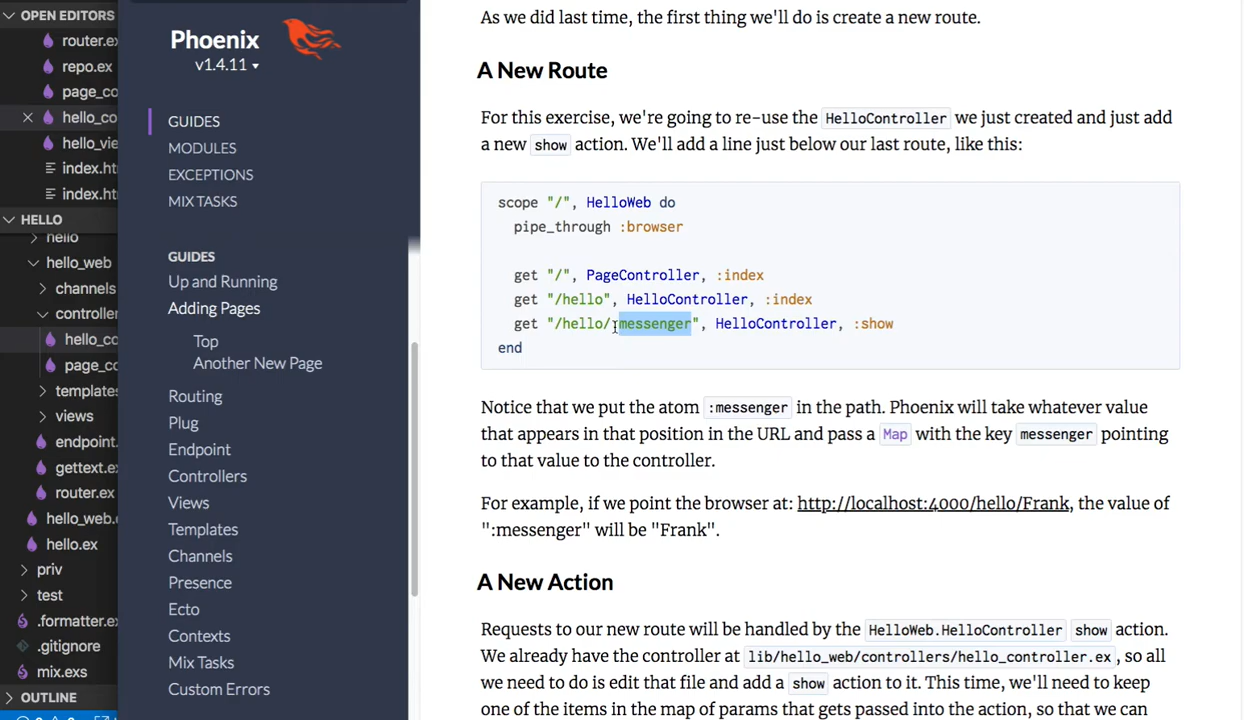 OPEN EDITORS
router.ex
repo.ex
page_co
hello_co
hello_vie
index.ht
index.ht
HELLO
hello
hello_web
channels
controller
hello_co
page_co
templates
views
endpoint.
gettext.ex
router.ex
hello_web.
hello.ex
priv
test
.formatter.ex
.gitignore
mix.exs
OUTLINE
Phoenix
v1.4.11
GUIDES
MODULES
EXCEPTIONS
MIX TASKS
GUIDES
Up and Running
Adding Pages
Top
Another New Page
Routing
Plug
Endpoint
Controllers
Views
Templates
Channels
Presence
Ecto
Contexts
Mix Tasks
Custom Errors
As we did last time, the first thing we'll do is create a new route.
A New Route
For this exercise, we're going to re-use the HelloController we just created and just add
a new show action. We'll add a line just below our last route, like this:
scope "/", HelloWeb do
pipe_through :browser
get "/", PageController, :index
get "/hello", HelloController, :index
get "/hello/:messenger", HelloController, :show
end
Notice that we put the atom :messenger in the path. Phoenix will take whatever value
that appears in that position in the URL and pass a Map with the key messenger pointing
to that value to the controller.
For example, if we point the browser at: http://localhost:4000/hello/Frank, the value of
":messenger" will be "Frank".
A New Action
Requests to our new route will be handled by the HelloWeb.HelloController show action.
We already have the controller at lib/hello_web/controllers/hello_controller.ex, so all
we need to do is edit that file and add a show action to it. This time, we'll need to keep
one of the items in the map of params that gets passed into the action, so that we can